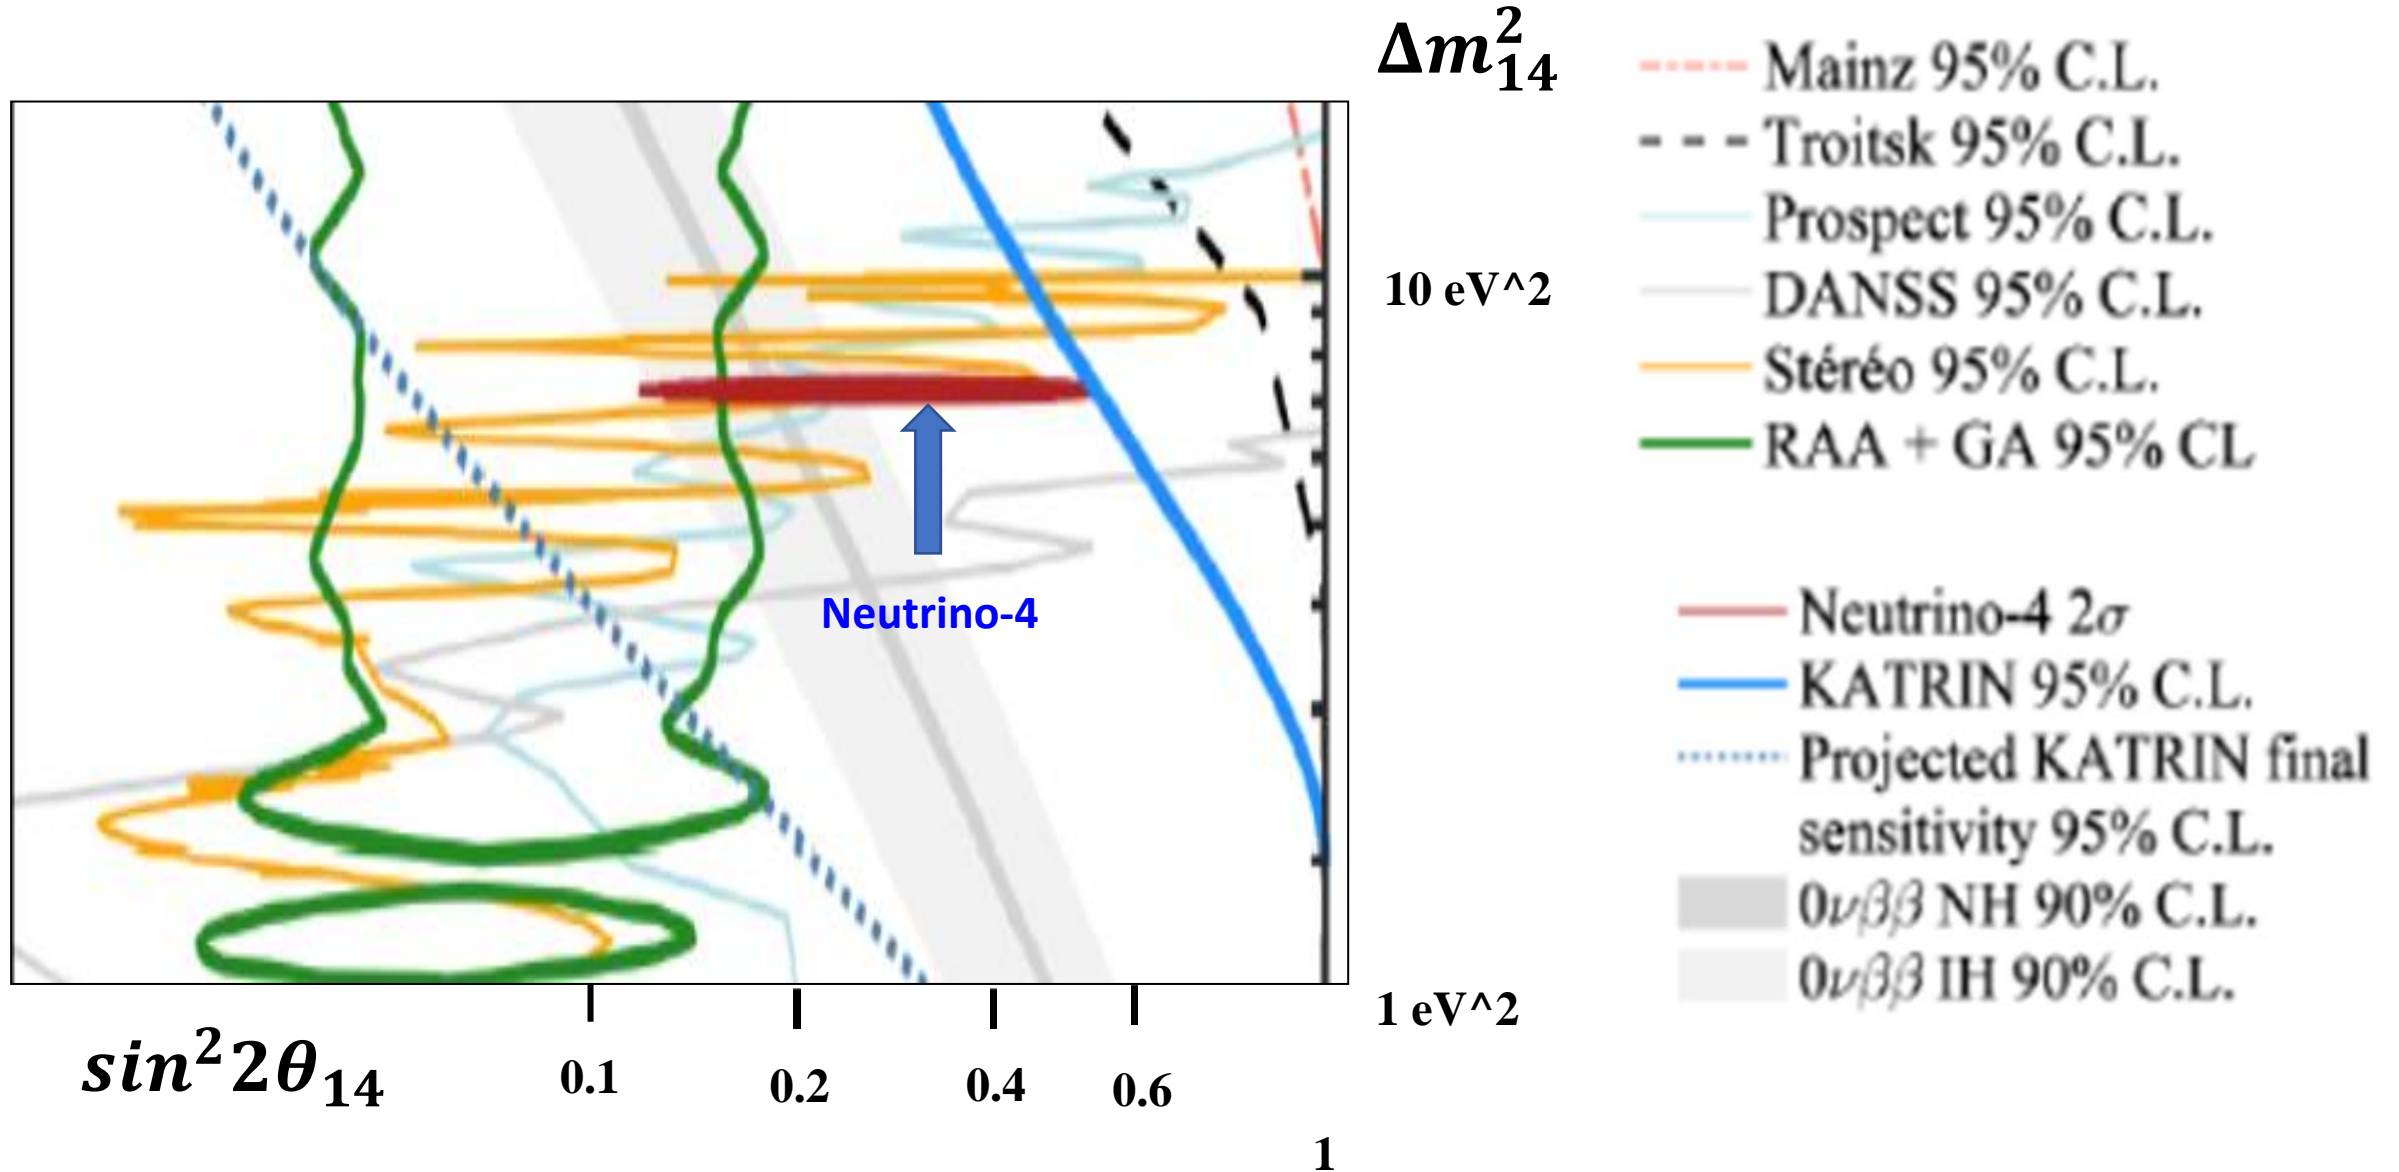 Δm²₁₄
10 eV^2
Neutrino-4
1 eV^2
sin²2θ₁₄
0.1
0.2
0.4
0.6
1
Mainz 95% C.L.
Troitsk 95% C.L.
Prospect 95% C.L.
DANSS 95% C.L.
Stéréo 95% C.L.
RAA + GA 95% CL
Neutrino-4 2σ
KATRIN 95% C.L.
Projected KATRIN final
sensitivity 95% C.L.
0νββ NH 90% C.L.
0νββ IH 90% C.L.